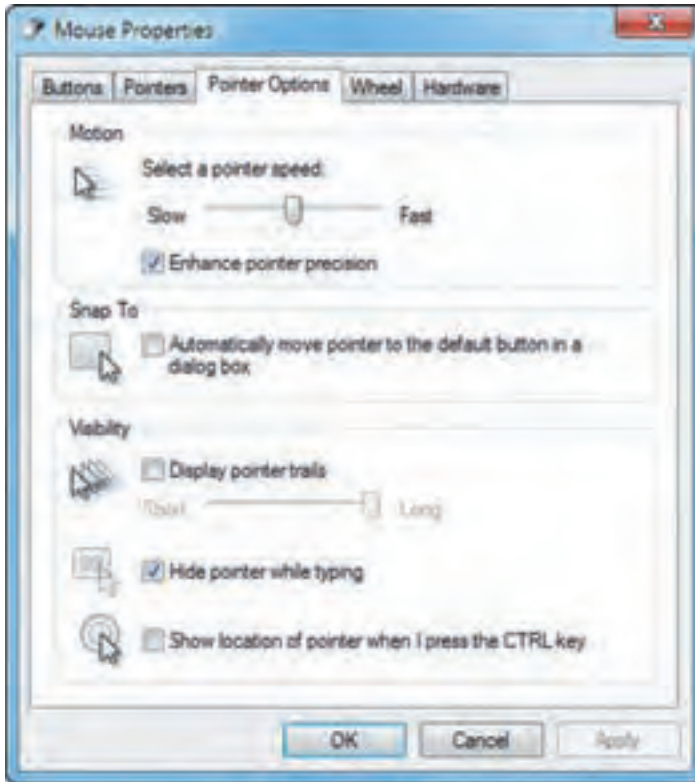 Mouse Properties
Buttons Pointers Pointer Options Wheel Hardware
Motion
Select a pointer speed:
Slow Fast
Enhance pointer precision
Snap To
Automatically move pointer to the default button in a
dialog box
Visibility
Display pointer trails
Short Long
Hide pointer while typing
Show location of pointer when I press the CTRL key
OK Cancel Apply